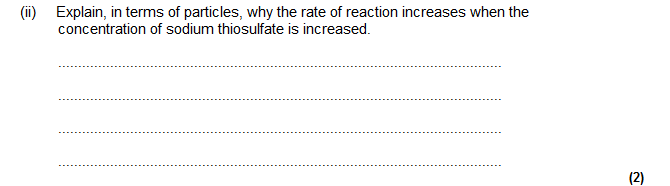 (ii) Explain, in terms of particles, why the rate of reaction increases when the
concentration of sodium thiosulfate is increased.
(2)